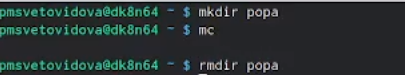 pmsvetovidova@dk8n64 ~ $ mkdir popa
pmsvetovidova@dk8n64 ~ $ mc
pmsvetovidova@dk8n64 ~ $ rmdir popa